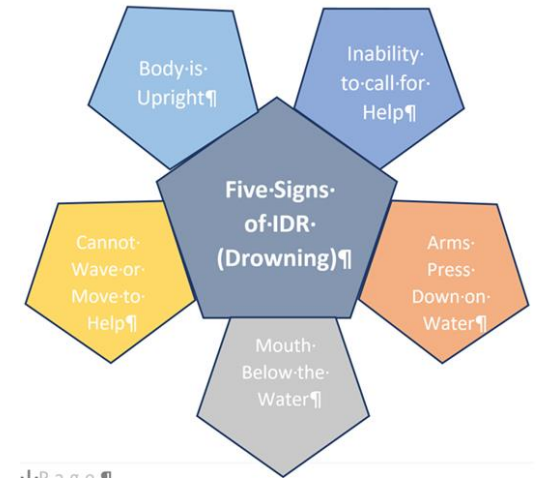 Body·is·
Upright¶
Inability·
to·call·for·
Help¶
Five·Signs·
of·IDR·
(Drowning)¶
Cannot·
Wave·or·
Move·to·
Help¶
Arms·
Press·
Down·on·
Water¶
Mouth·
Below·the·
Water¶